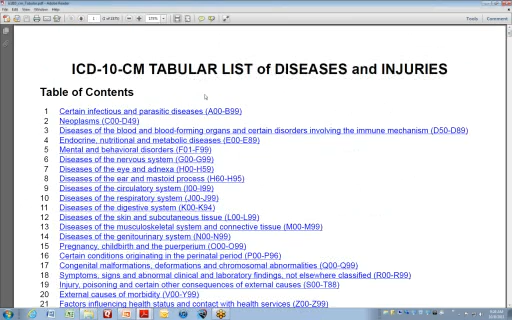 File Edit View Window Help
Tools Comment
ICD-10-CM TABULAR LIST of DISEASES and INJURIES
Table of Contents
1 Certain infectious and parasitic diseases (A00-B99)
2 Neoplasms (C00-D49)
3 Diseases of the blood and blood-forming organs and certain disorders involving the immune mechanism (D50-D89)
4 Endocrine, nutritional and metabolic diseases (E00-E89)
5 Mental and behavioral disorders (F01-F99)
6 Diseases of the nervous system (G00-G99)
7 Diseases of the eye and adnexa (H00-H59)
8 Diseases of the ear and mastoid process (H60-H95)
9 Diseases of the circulatory system (I00-I99)
10 Diseases of the respiratory system (J00-J99)
11 Diseases of the digestive system (K00-K94)
12 Diseases of the skin and subcutaneous tissue (L00-L99)
13 Diseases of the musculoskeletal system and connective tissue (M00-M99)
14 Diseases of the genitourinary system (N00-N99)
15 Pregnancy, childbirth and the puerperium (O00-O99)
16 Certain conditions originating in the perinatal period (P00-P96)
17 Congenital malformations, deformations and chromosomal abnormalities (Q00-Q99)
18 Symptoms, signs and abnormal clinical and laboratory findings, not elsewhere classified (R00-R99)
19 Injury, poisoning and certain other consequences of external causes (S00-T88)
20 External causes of morbidity (V00-Y99)
21 Factors influencing health status and contact with health services (Z00-Z99)